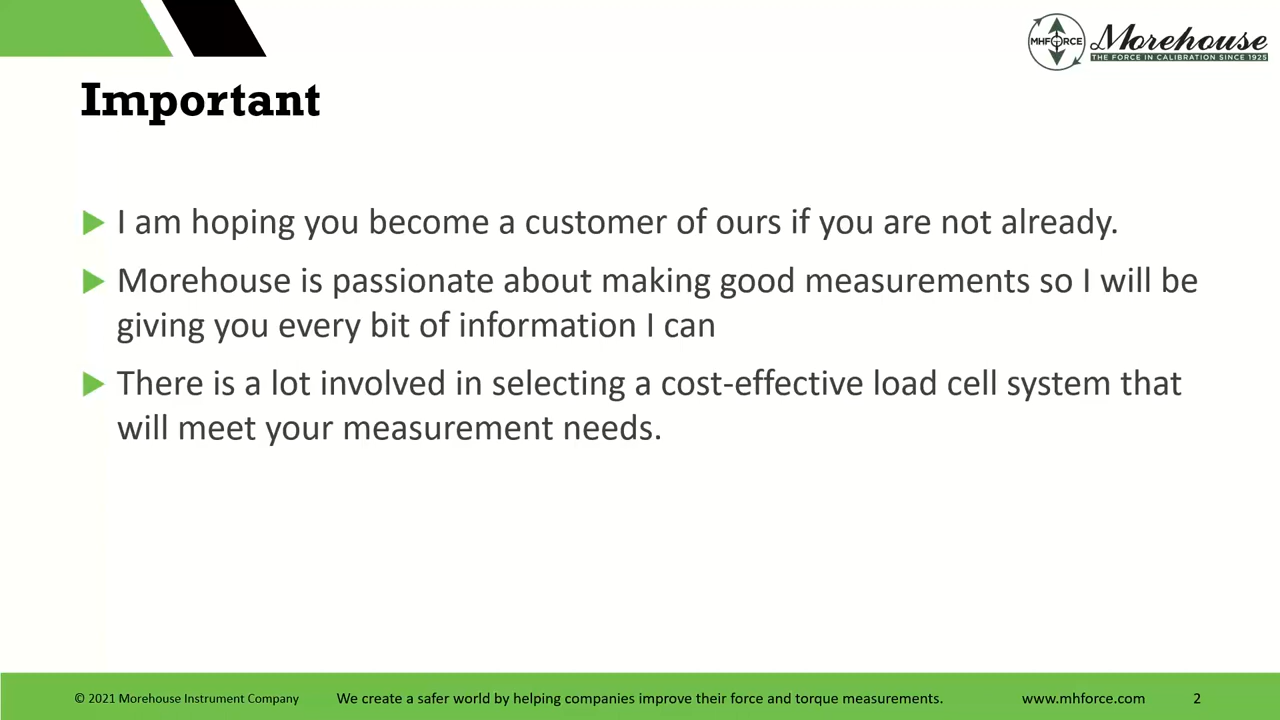 MHFORCE
Morehouse
THE FORCE IN CALIBRATION SINCE 1925
Important
I am hoping you become a customer of ours if you are not already.
Morehouse is passionate about making good measurements so I will be
giving you every bit of information I can
There is a lot involved in selecting a cost-effective load cell system that
will meet your measurement needs.
© 2021 Morehouse Instrument Company
We create a safer world by helping companies improve their force and torque measurements.
www.mhforce.com
2